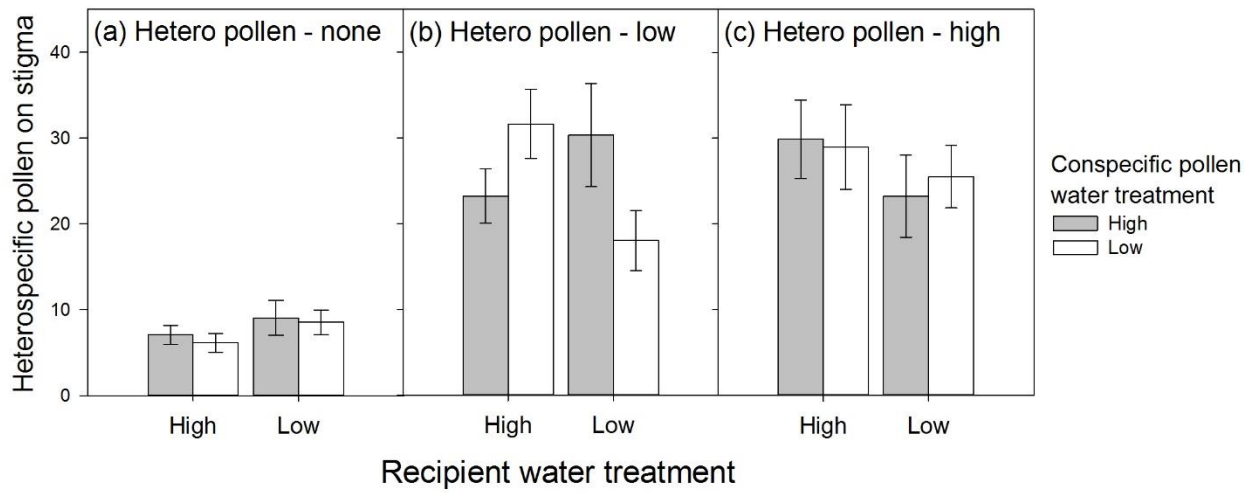 Heterospecific pollen on stigma
40
30
20
10
0
(a) Hetero pollen - none
(b) Hetero pollen - low
(c) Hetero pollen - high
High
Low
High
Low
High
Low
Recipient water treatment
Conspecific pollen
water treatment
High
Low